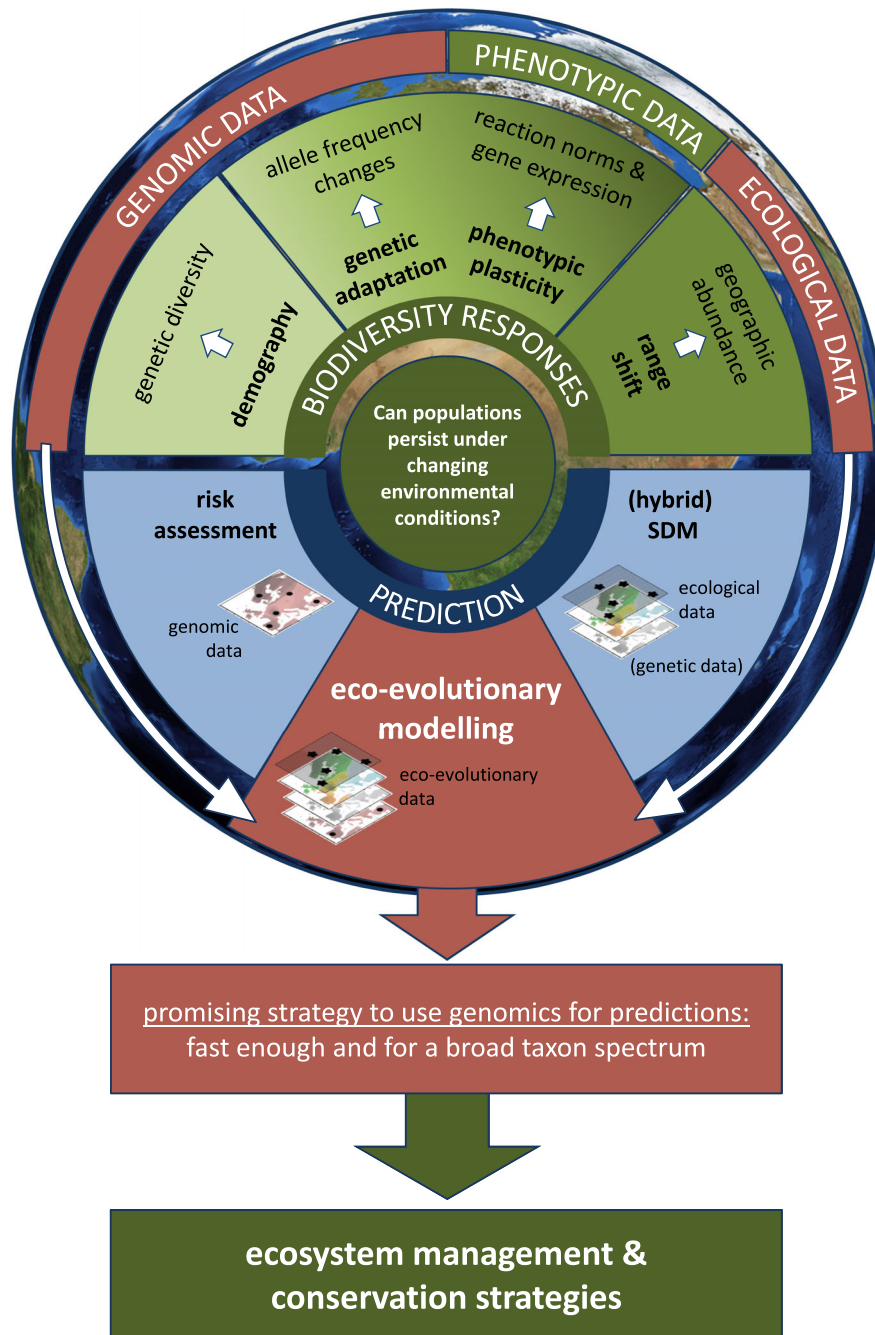 GENOMIC DATA
PHENOTYPIC DATA
ECOLOGICAL DATA
genetic diversity
demography
allele frequency
changes
genetic
adaptation
reaction norms &
gene expression
phenotypic
plasticity
geographic
abundance
range
shift
BIODIVERSITY RESPONSES
Can populations
persist under
changing
environmental
conditions?
PREDICTION
risk
assessment
genomic
data
(hybrid)
SDM
ecological
data
(genetic data)
eco-evolutionary
modelling
eco-evolutionary
data
promising strategy to use genomics for predictions:
fast enough and for a broad taxon spectrum
ecosystem management &
conservation strategies